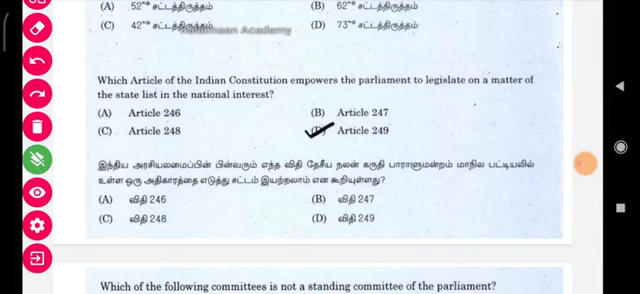 (A) 52வது சட்டத்திருத்தம் (B) 62வது சட்டத்திருத்தம்
(C) 42வது சட்டத்திருத்தம் (D) 73வது சட்டத்திருத்தம்
Academy
Which Article of the Indian Constitution empowers the parliament to legislate on a matter of
the state list in the national interest?
(A) Article 246 (B) Article 247
(C) Article 248 (D) Article 249
இந்திய அரசியலமைப்பின் பின்வரும் எந்த விதி தேசிய நலன் கருதி பாராளுமன்றம் மாநில பட்டியலில்
உள்ள ஒரு அதிகாரத்தை எடுத்து சட்டம் இயற்றலாம் என கூறியுள்ளது?
(A) விதி 246 (B) விதி 247
(C) விதி 248 (D) விதி 249
Which of the following committees is not a standing committee of the parliament?